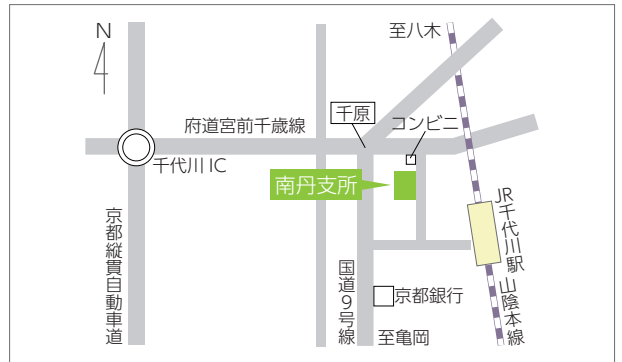 N
至八木
千原
コンビニ
府道宮前千歳線
千代川IC
南丹支所
京都縦貫自動車道
国道9号線
京都銀行
至亀岡
JR千代川駅
山陰本線